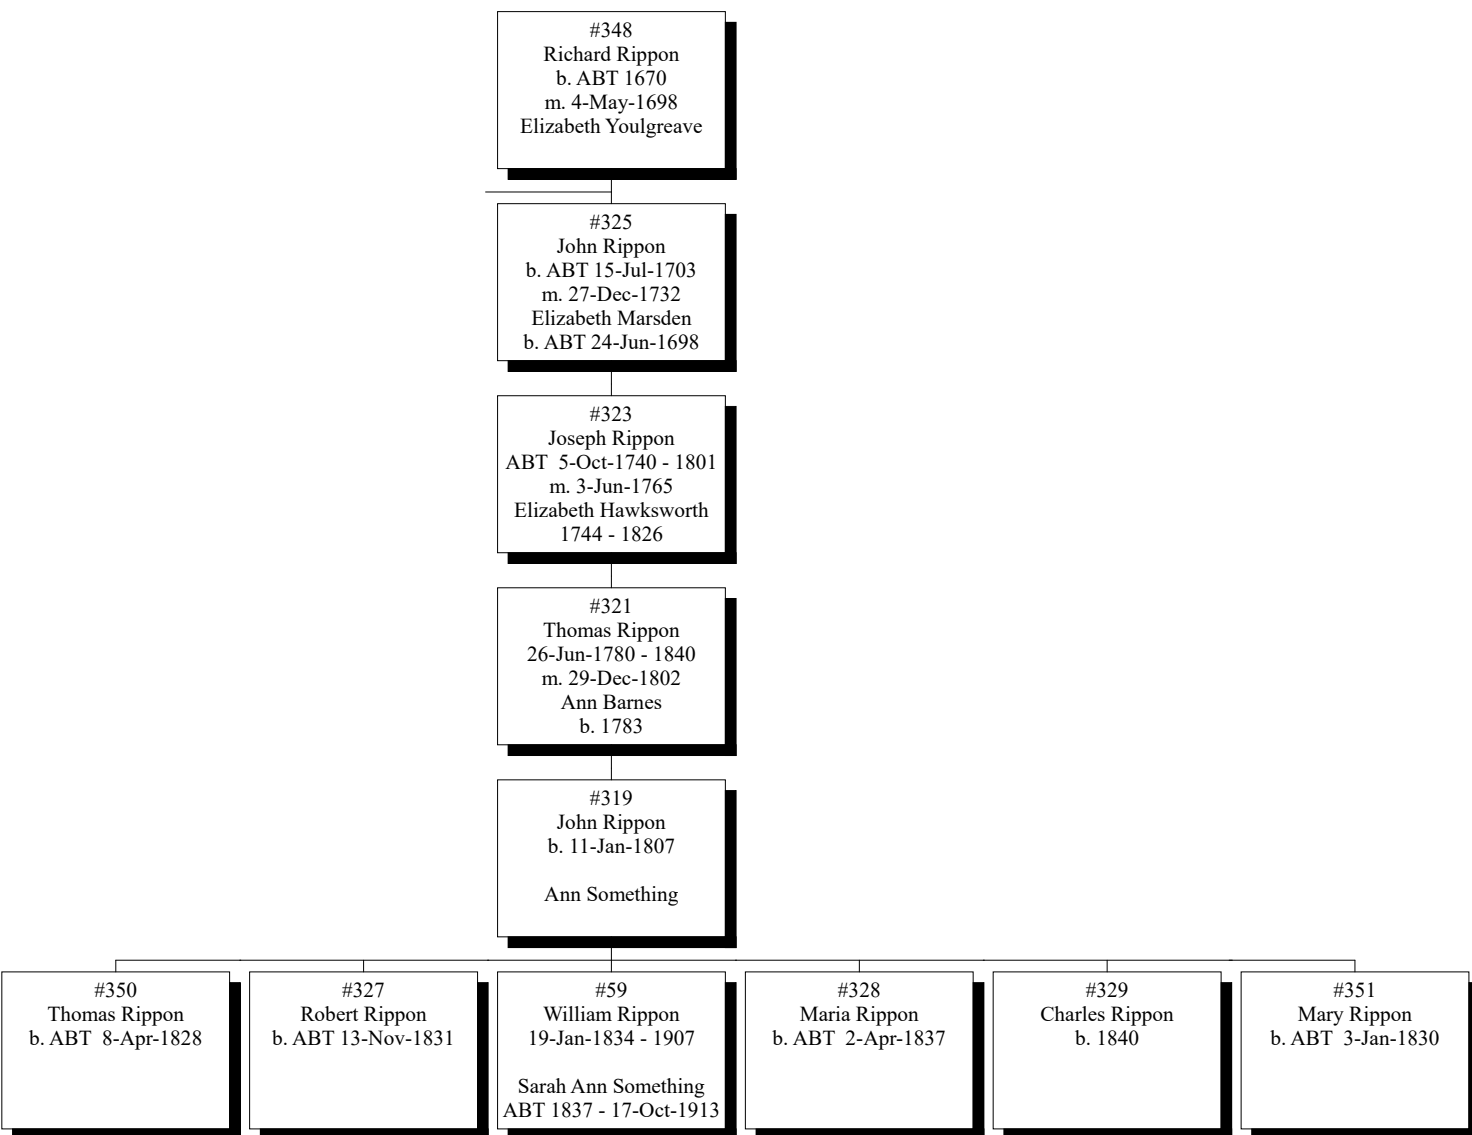 #348
Richard Rippon
b. ABT 1670
m. 4-May-1698
Elizabeth Youlgreave
#325
John Rippon
b. ABT 15-Jul-1703
m. 27-Dec-1732
Elizabeth Marsden
b. ABT 24-Jun-1698
#323
Joseph Rippon
ABT  5-Oct-1740 - 1801
m. 3-Jun-1765
Elizabeth Hawksworth
1744 - 1826
#321
Thomas Rippon
26-Jun-1780 - 1840
m. 29-Dec-1802
Ann Barnes
b. 1783
#319
John Rippon
b. 11-Jan-1807
Ann Something
#350
Thomas Rippon
b. ABT  8-Apr-1828
#327
Robert Rippon
b. ABT 13-Nov-1831
#59
William Rippon
19-Jan-1834 - 1907
Sarah Ann Something
ABT 1837 - 17-Oct-1913
#328
Maria Rippon
b. ABT  2-Apr-1837
#329
Charles Rippon
b. 1840
#351
Mary Rippon
b. ABT  3-Jan-1830